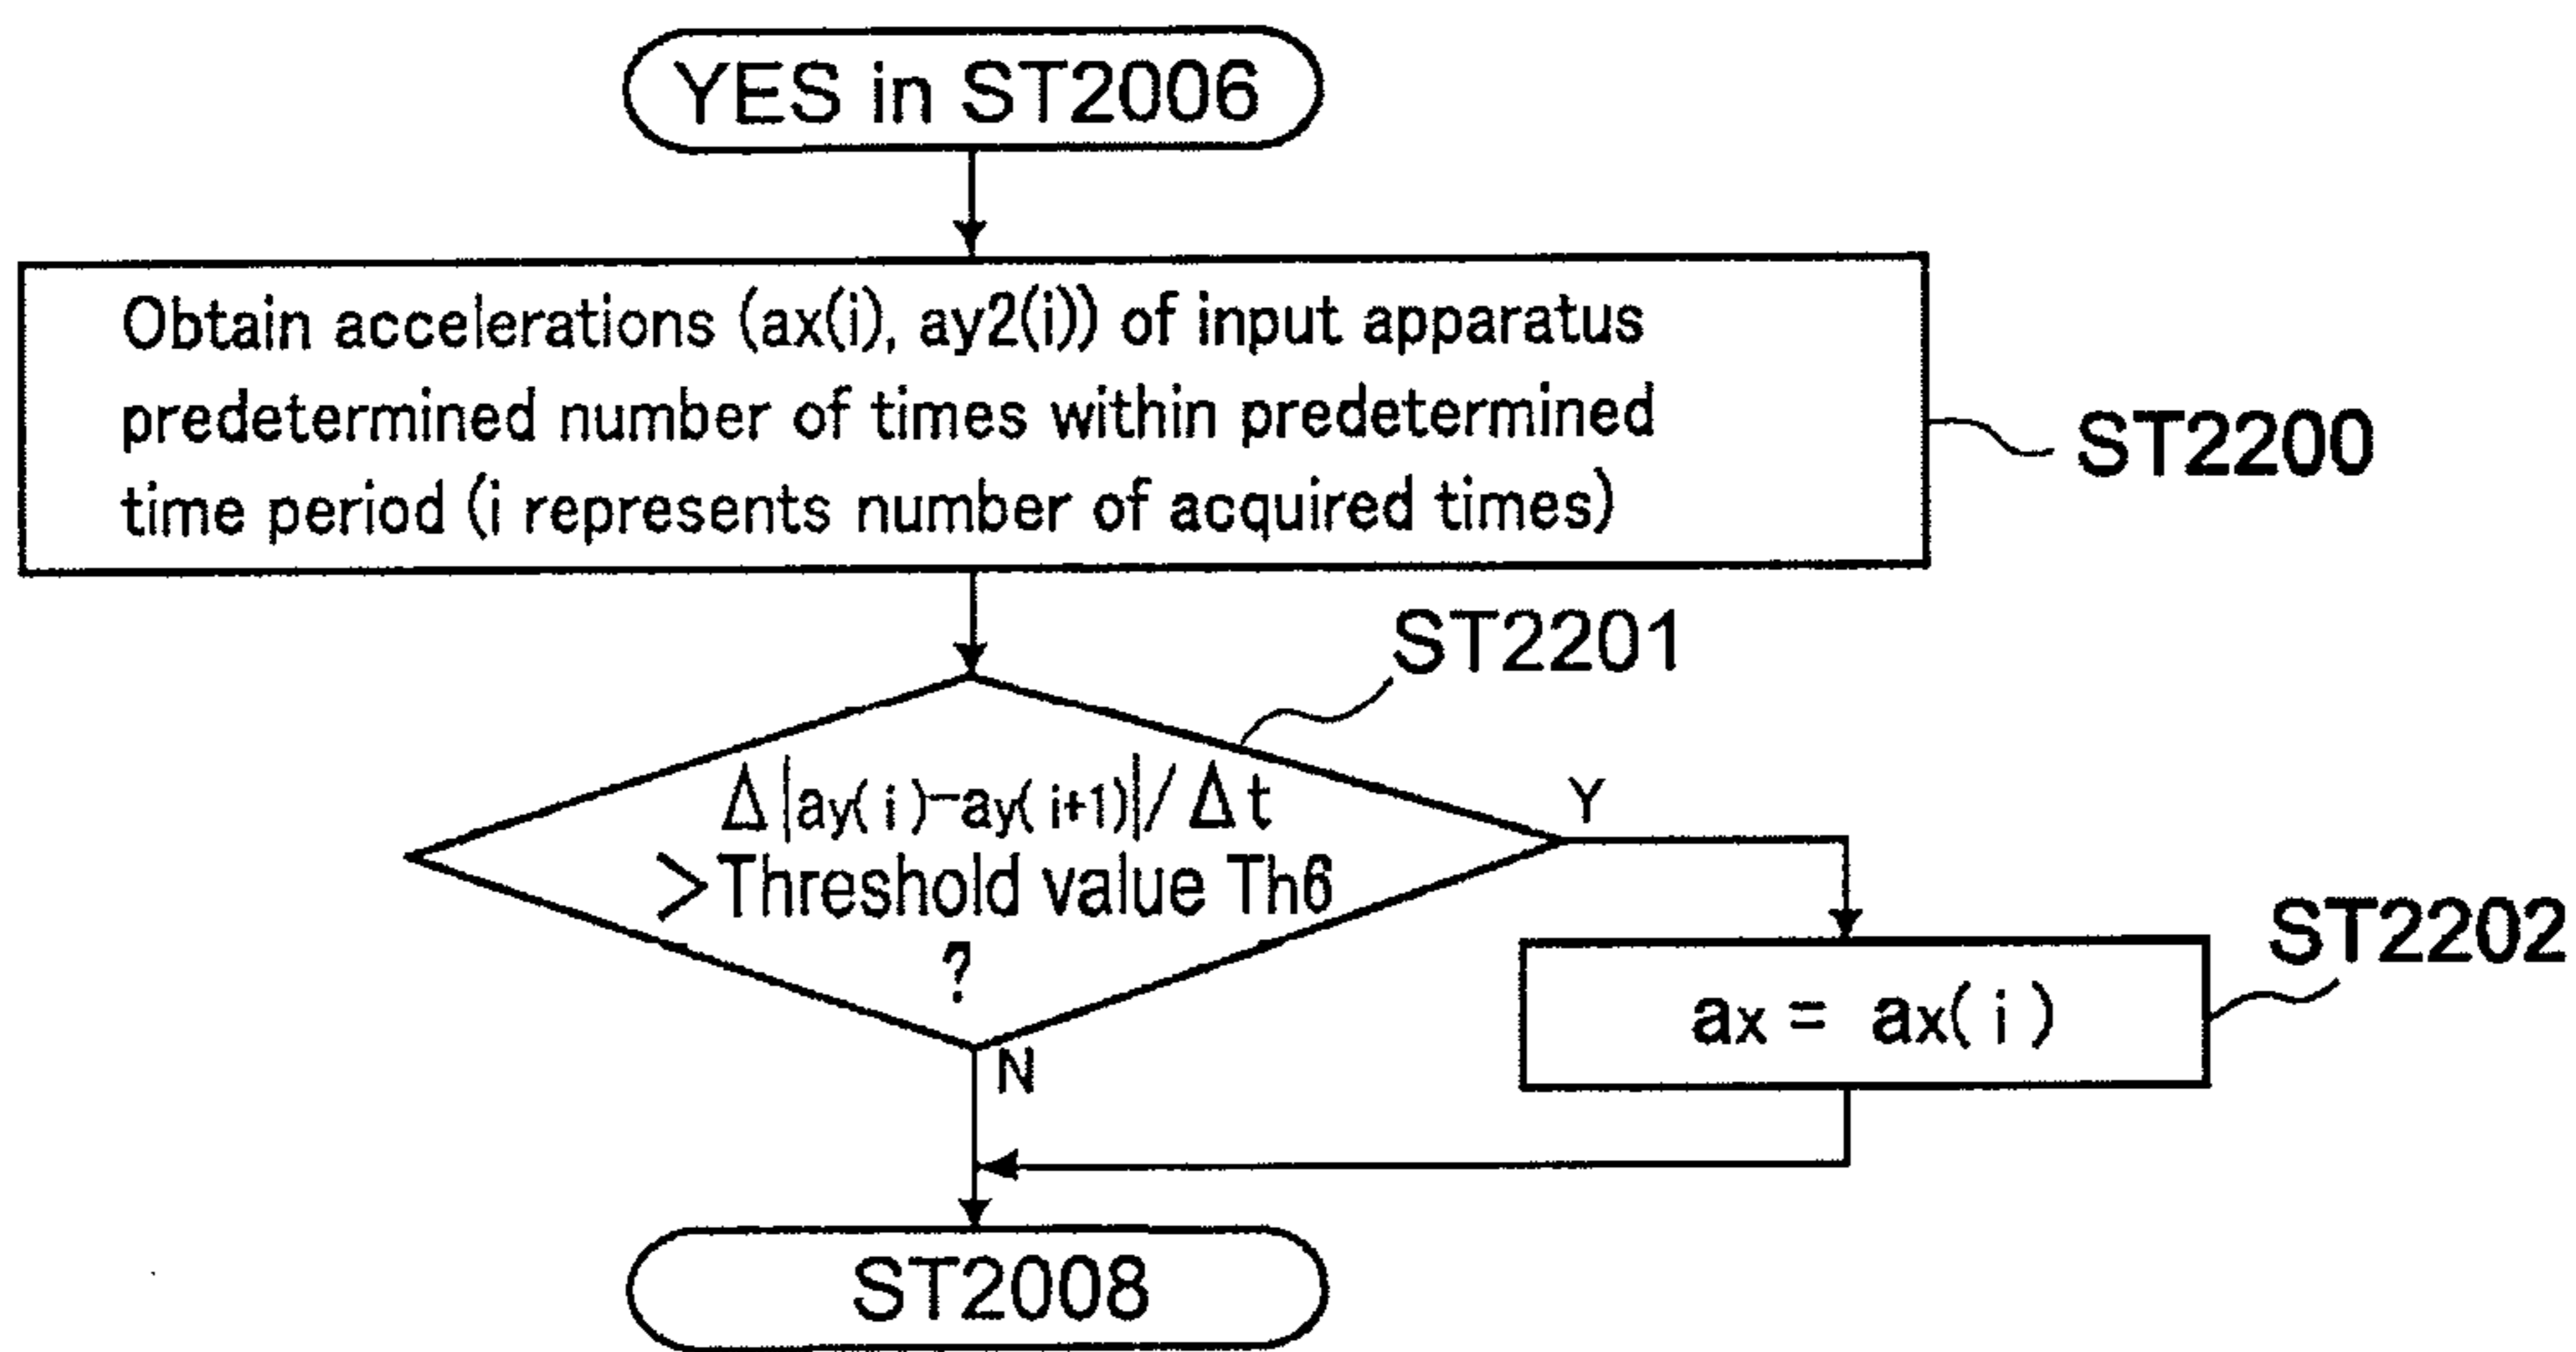 YES in ST2006
Obtain accelerations (ax(i), ay2(i)) of input apparatus
predetermined number of times within predetermined
time period (i represents number of acquired times)
ST2200
ST2201
Δ|ay(i)-ay(i+1)|/Δt
>Threshold value Th6
?
Y
ST2202
ax = ax(i)
N
ST2008